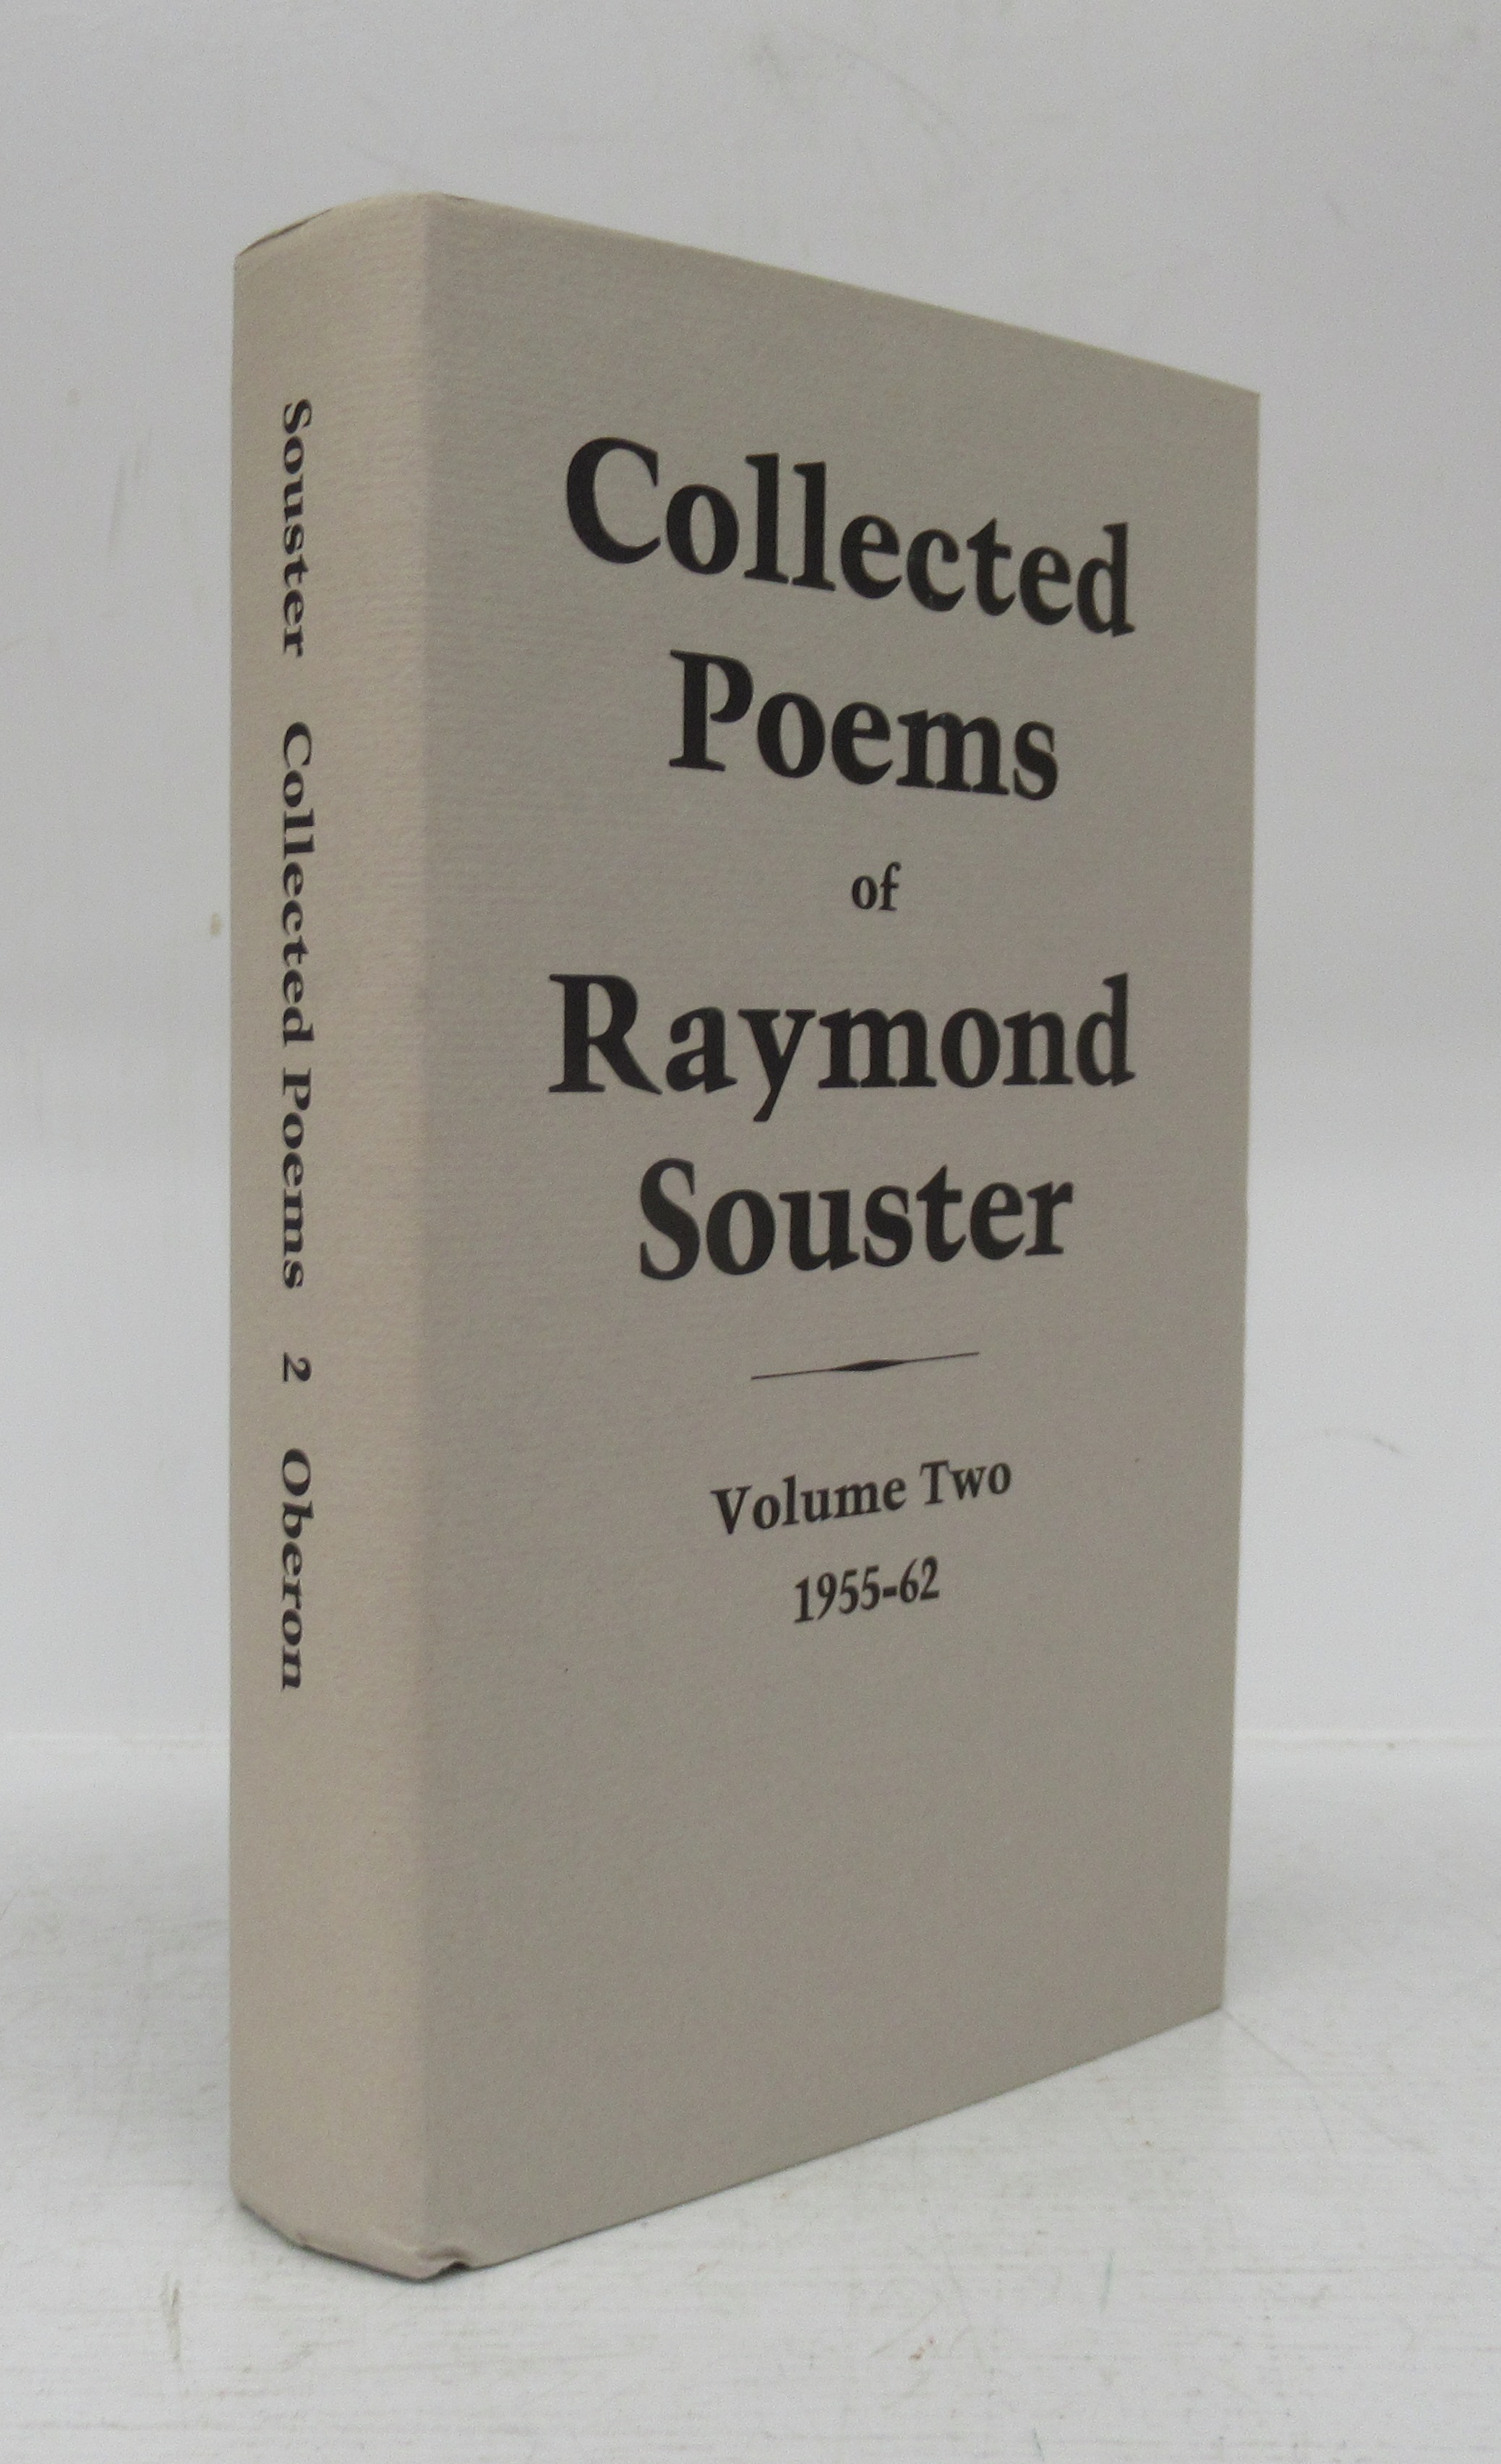 Souster Collected Poems 2 Oberon
Collected
Poems
of
Raymond
Souster
Volume Two
1955-62